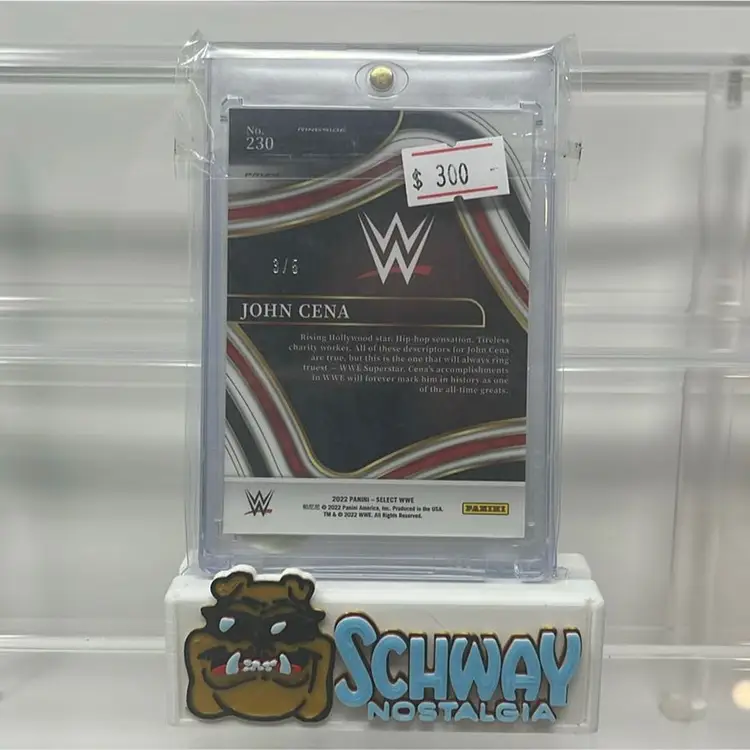 No.
230
RINGSIDE
PRIZM
$ 300 -
W
3/5
JOHN CENA
Rising Hollywood star. Hip-hop sensation. Tireless
charity worker. All of these descriptors for John Cena
are true, but this is the one that will always ring
truest – WWE Superstar. Cena's accomplishments
in WWE will forever mark him in history as one
of the all-time greats.
W
2022 PANINI – SELECT WWE
© 2022 Panini America, Inc. Produced in the USA.
TM & © 2022 WWE. All Rights Reserved.
PANINI
SCHWAY
NOSTALGIA